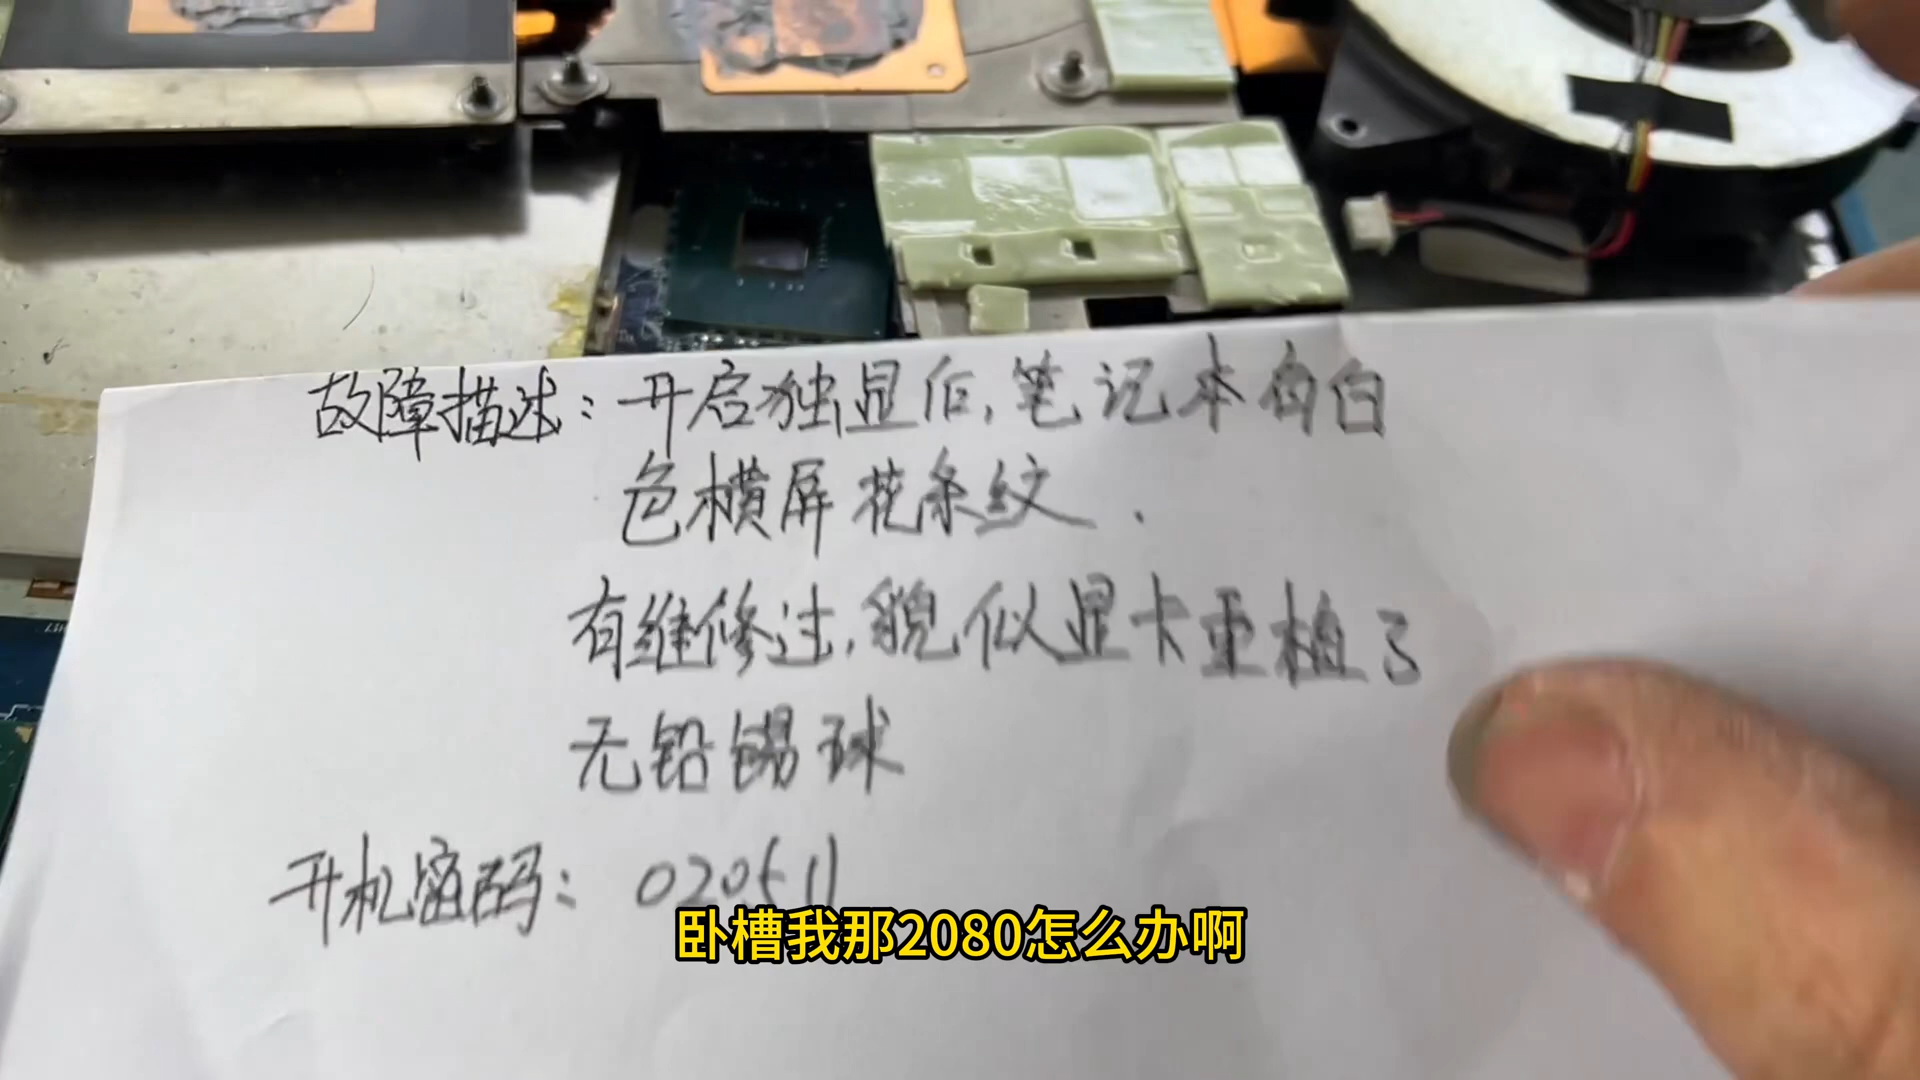 故障描述：开启独显后，笔记本有白
色横屏花条纹．
有维修过，貌似显卡重植了
无铅锡球
开机密码：020511
卧槽我那2080怎么办啊